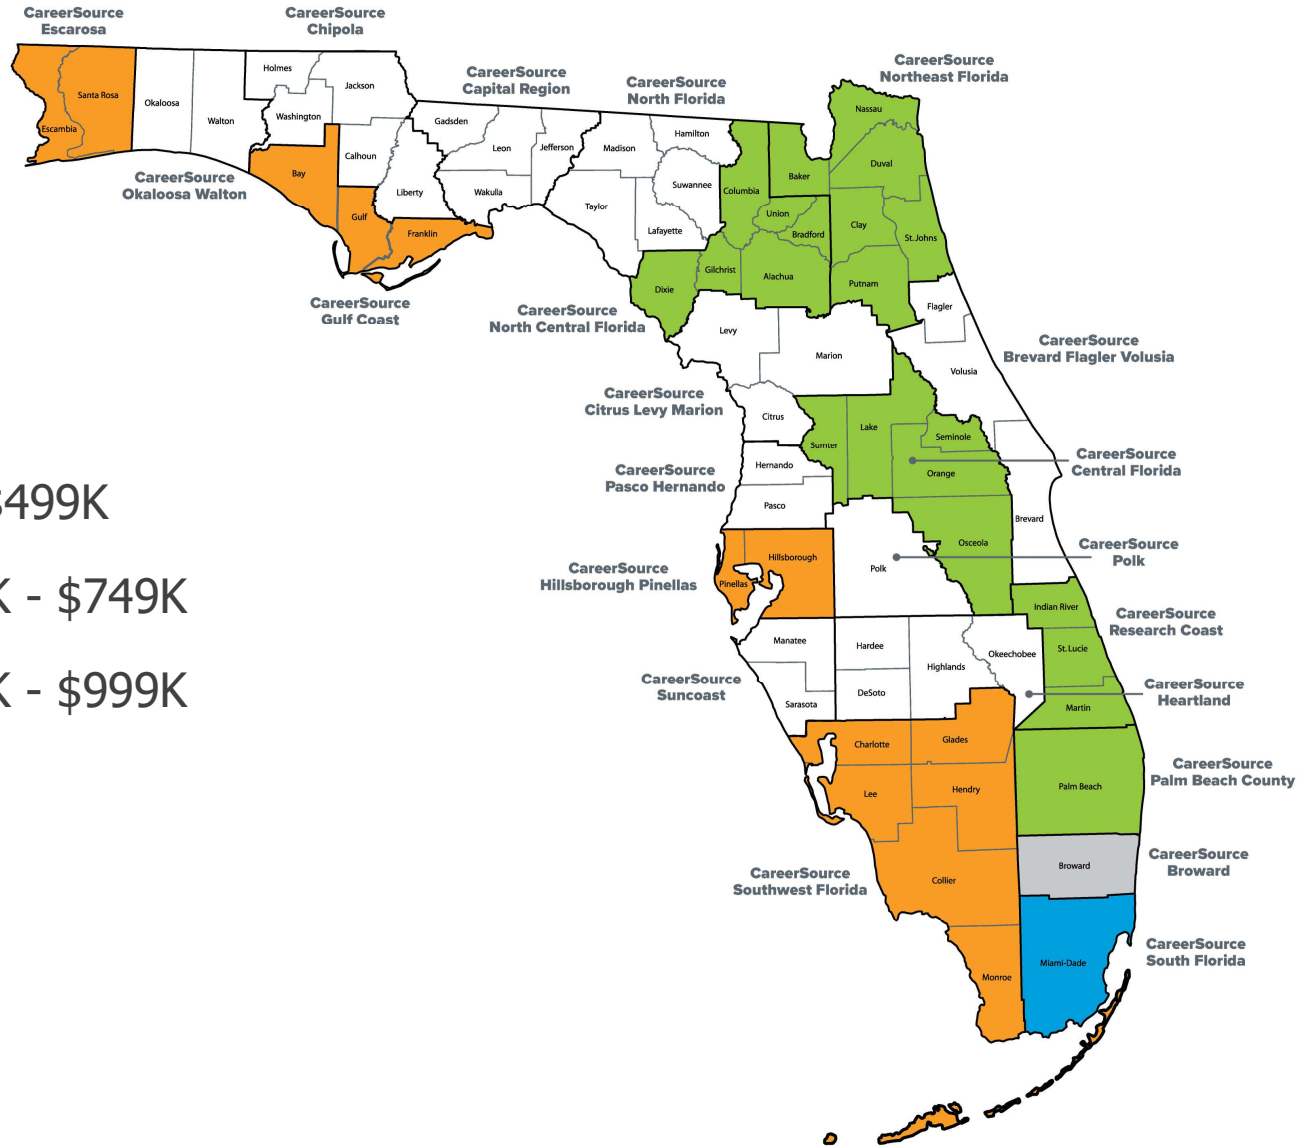 CareerSource
Escarosa
CareerSource
Chipola
CareerSource
Northeast Florida
CareerSource
Capital Region
CareerSource
North Florida
Holmes
Jackson
Santa Rosa
Okaloosa
Walton
Washington
Escambia
Gadsden
Leon
Jefferson
Madison
Hamilton
Nassau
Duval
Baker
Columbia
Suwannee
Calhoun
Bay
Liberty
Wakulla
Taylor
Lafayette
Union
Bradford
Clay
St. Johns
CareerSource
Okaloosa Walton
Gulf
Franklin
Gilchrist
Alachua
Putnam
Dixie
CareerSource
Gulf Coast
CareerSource
North Central Florida
Levy
Marion
Flagler
Volusia
CareerSource
Brevard Flagler Volusia
CareerSource
Citrus Levy Marion
Citrus
Sumter
Lake
Seminole
Orange
CareerSource
Central Florida
CareerSource
Pasco Hernando
Hernando
Pasco
Brevard
$499K
Osceola
CareerSource
Polk
Polk
CareerSource
Hillsborough Pinellas
Pinellas
Hillsborough
K - $749K
Indian River
CareerSource
Research Coast
Manatee
Hardee
Highlands
Okeechobee
St. Lucie
CareerSource
Suncoast
K - $999K
Sarasota
DeSoto
Martin
CareerSource
Heartland
Charlotte
Glades
Lee
Hendry
Palm Beach
CareerSource
Palm Beach County
CareerSource
Southwest Florida
Collier
Broward
CareerSource
Broward
Monroe
Miami-Dade
CareerSource
South Florida